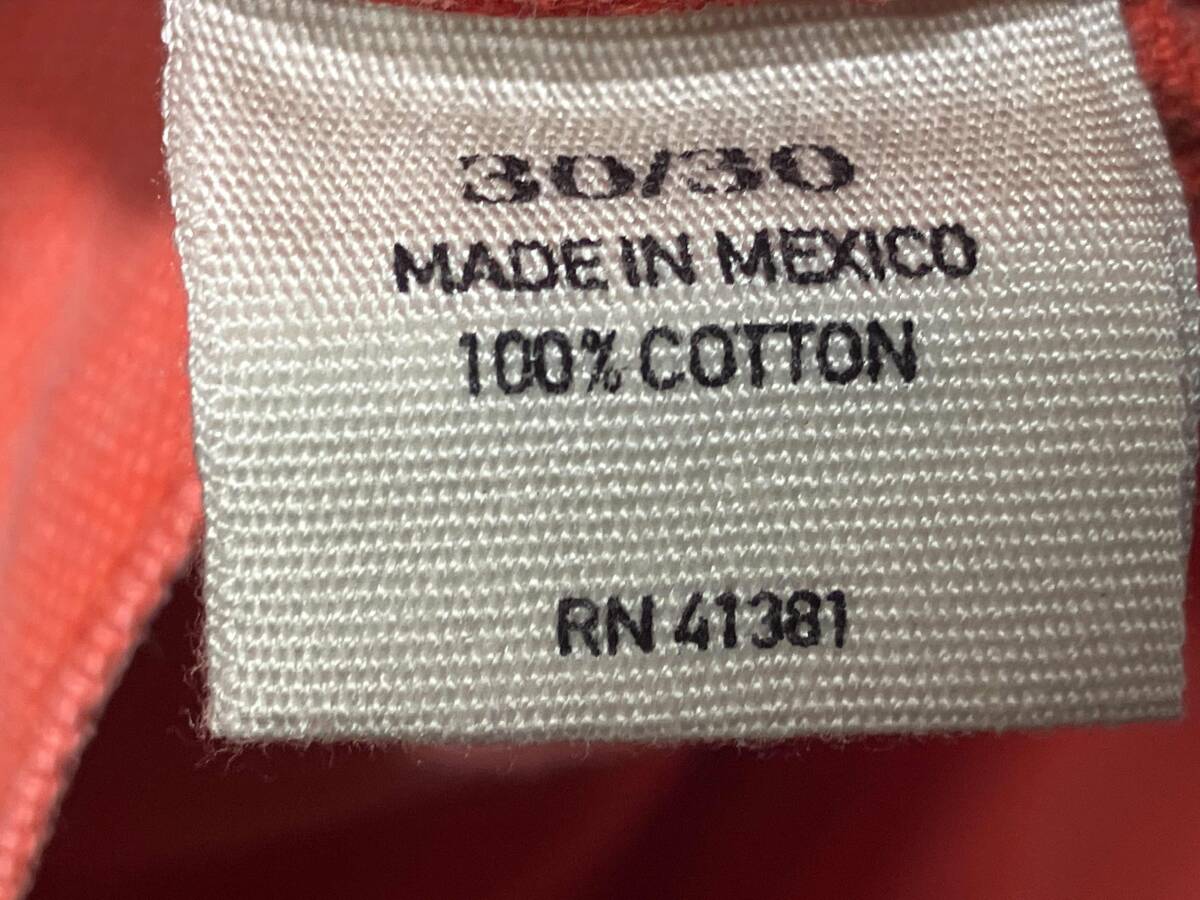 30/30
MADE IN MEXICO
100% COTTON
RN 41381